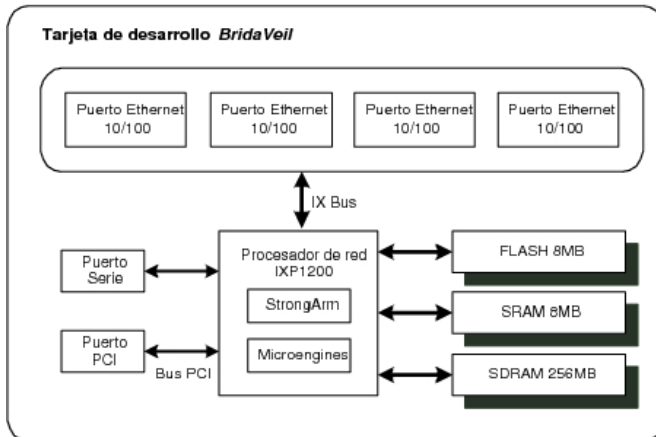 Tarjeta de desarrollo BridaVeil
Puerto Ethernet
10/100
Puerto Ethernet
10/100
Puerto Ethernet
10/100
Puerto Ethernet
10/100
IX Bus
Puerto
Serie
Procesador de red
IXP1200
StrongArm
Microengines
FLASH 8MB
SRAM 8MB
Puerto
PCI
Bus PCI
SDRAM 256MB